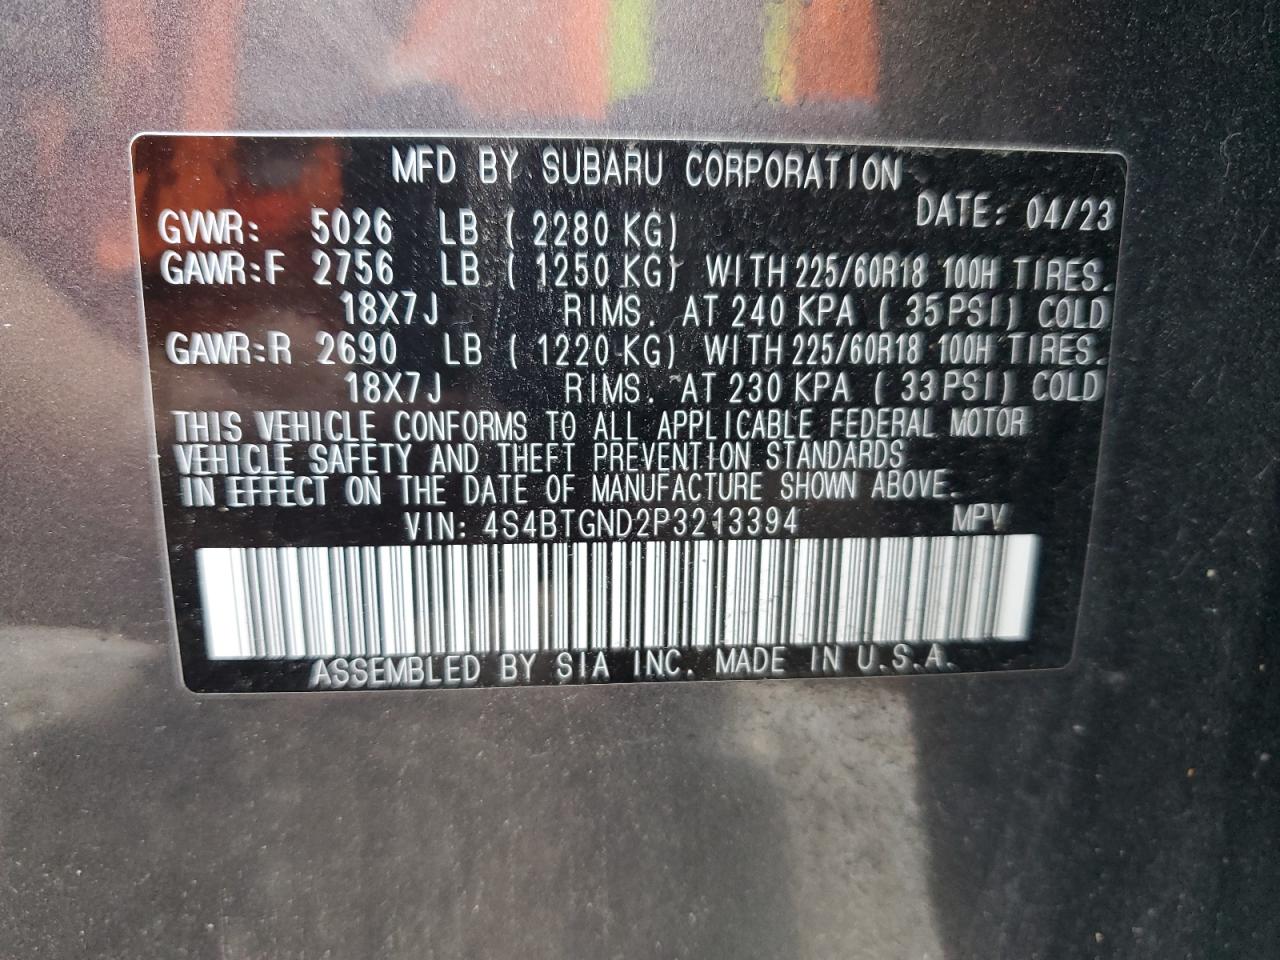 MFD BY SUBARU CORPORATION
DATE: 04/23
GVWR: 5026 LB ( 2280 KG)
GAWR:F 2756 LB ( 1250 KG) WITH 225/60R18 100H TIRES.
18X7J RIMS. AT 240 KPA ( 35 PSI) COLD
GAWR:R 2690 LB ( 1220 KG) WITH 225/60R18 100H TIRES.
18X7J RIMS. AT 230 KPA ( 33 PSI) COLD
THIS VEHICLE CONFORMS TO ALL APPLICABLE FEDERAL MOTOR
VEHICLE SAFETY AND THEFT PREVENTION STANDARDS
IN EFFECT ON THE DATE OF MANUFACTURE SHOWN ABOVE.
VIN: 4S4BTGND2P3213394 MPV
ASSEMBLED BY SIA INC. MADE IN U.S.A.